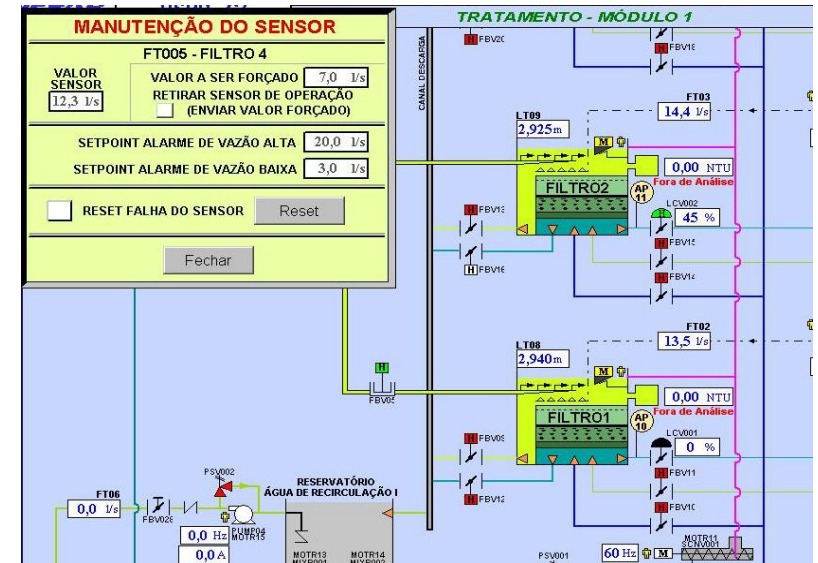 MANUTENÇÃO DO SENSOR
FT005 - FILTRO 4
VALOR
SENSOR
12,3 l/s
VALOR A SER FORÇADO 7,0 l/s
RETIRAR SENSOR DE OPERAÇÃO
(ENVIAR VALOR FORÇADO)
SETPOINT ALARME DE VAZÃO ALTA 20,0 l/s
SETPOINT ALARME DE VAZÃO BAIXA 3,0 l/s
RESET FALHA DO SENSOR Reset
Fechar
TRATAMENTO - MÓDULO 1
CANAL DESCARGA
H FBV20
H FBV18
FT03
14,4 l/s
LT09
2,925m
M
0,00 NTU
Fora de Análise
FILTRO2
AP
11
LCV002
45 %
H FBV13
H FBV15
H FBV16
H FBV14
FT02
13,5 l/s
LT08
2,940m
M
0,00 NTU
Fora de Análise
H
FBV05
FILTRO1
AP
10
LCV001
0 %
H FBV09
H FBV11
H FBV12
H FBV10
PSV002
RESERVATÓRIO
ÁGUA DE RECIRCULAÇÃO I
FT06
0,0 l/s
FBV028
PUMP04
MOTR15
0,0 Hz
0,0 A
MOTR13
MOTR14
PSV001
60 Hz
M
MOTR11
SCNV001